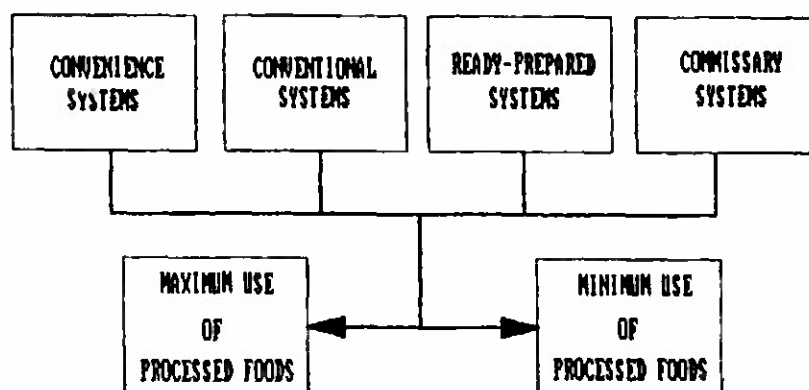 CONVENIENCE
SYSTEMS
CONVENTIONAL
SYSTEMS
READY-PREPARED
SYSTEMS
COMMISSARY
SYSTEMS
MAXIMUM USE
OF
PROCESSED FOODS
MINIMUM USE
OF
PROCESSED FOODS